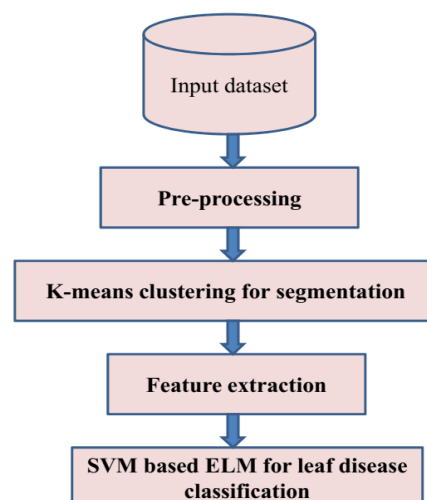 Input dataset
Pre-processing
K-means clustering for segmentation
Feature extraction
SVM based ELM for leaf disease
classification